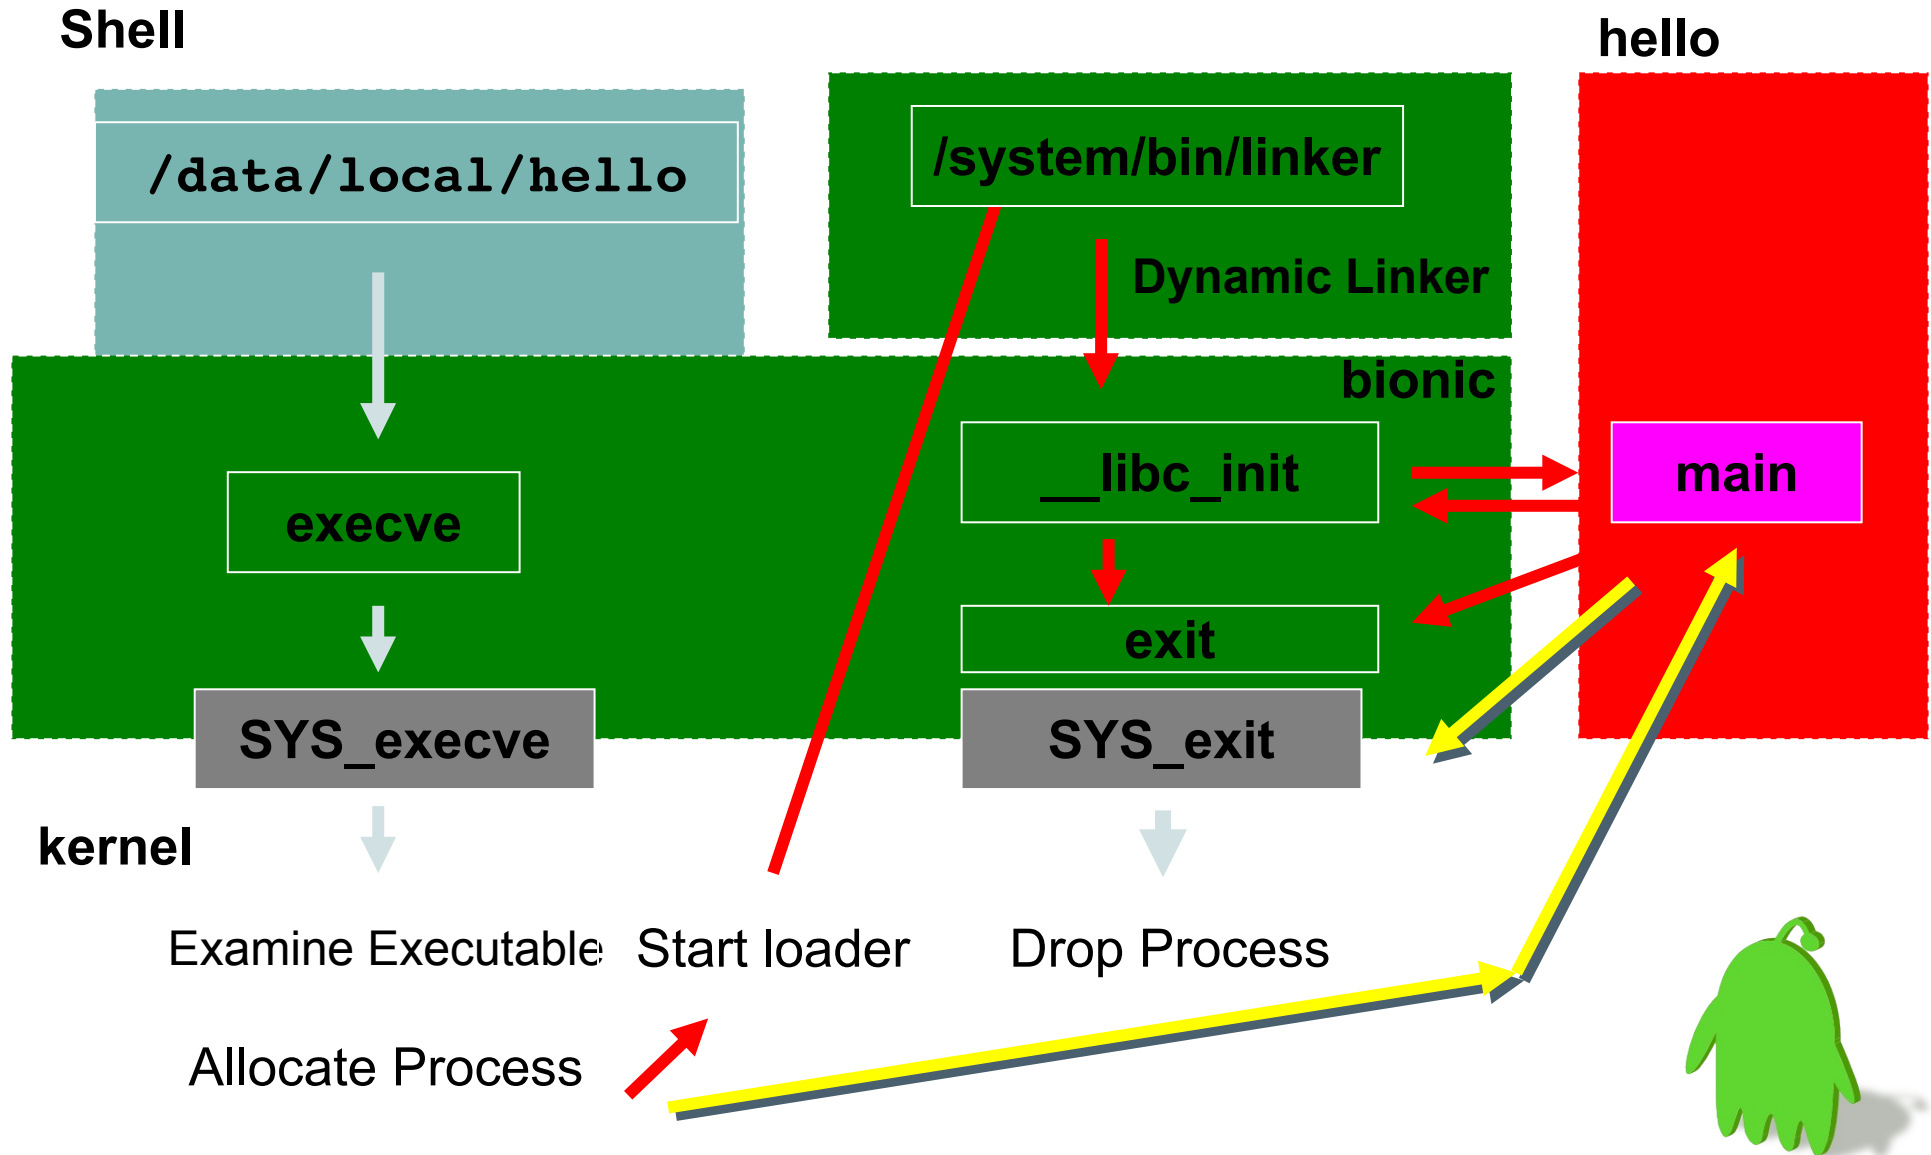 Shell
hello
/data/local/hello
/system/bin/linker
Dynamic Linker
bionic
__libc_init
main
execve
exit
SYS_execve
SYS_exit
kernel
Examine Executable
Start loader
Drop Process
Allocate Process